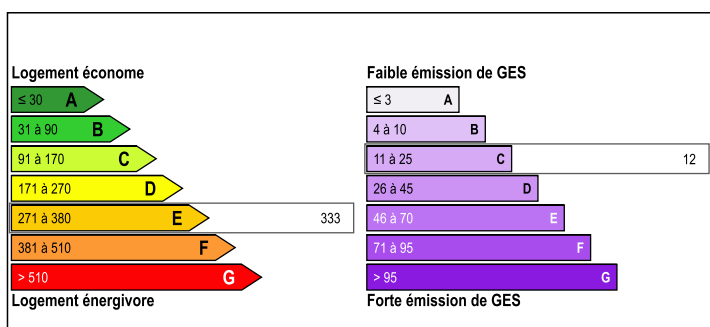 Logement économe
≤ 30 A
31 à 90 B
91 à 170 C
171 à 270 D
271 à 380 E 333
381 à 510 F
> 510 G
Logement énergivore
Faible émission de GES
≤ 3 A
4 à 10 B
11 à 25 C 12
26 à 45 D
46 à 70 E
71 à 95 F
> 95 G
Forte émission de GES